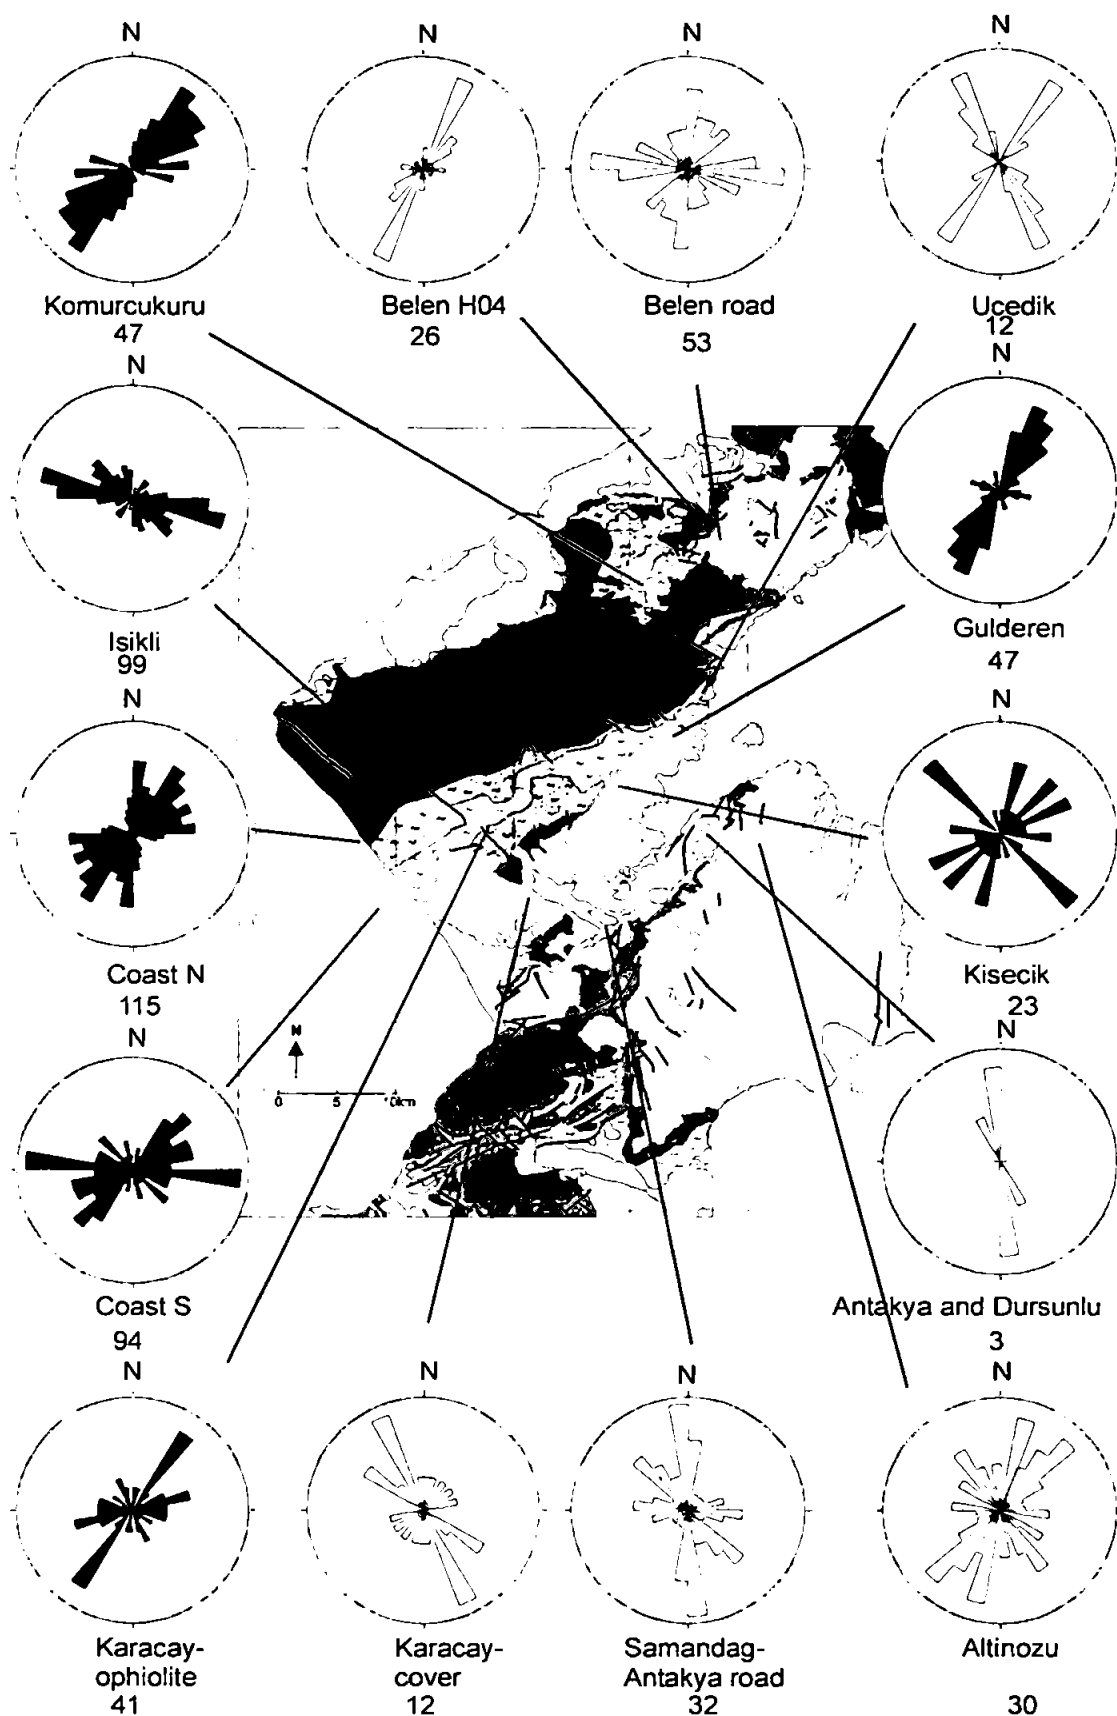 N
N
N
N
Komurcukuru
47
Belen H04
26
Belen road
53
Ucedik
12
N
N
Isikli
99
Gulderen
47
N
N
Coast N
115
Kisecik
23
N
N
N
0 5 10km
Coast S
94
Antakya and Dursunlu
3
N
N
N
N
Karacay-
ophiolite
41
Karacay-
cover
12
Samandag-
Antakya road
32
Altinozu
30